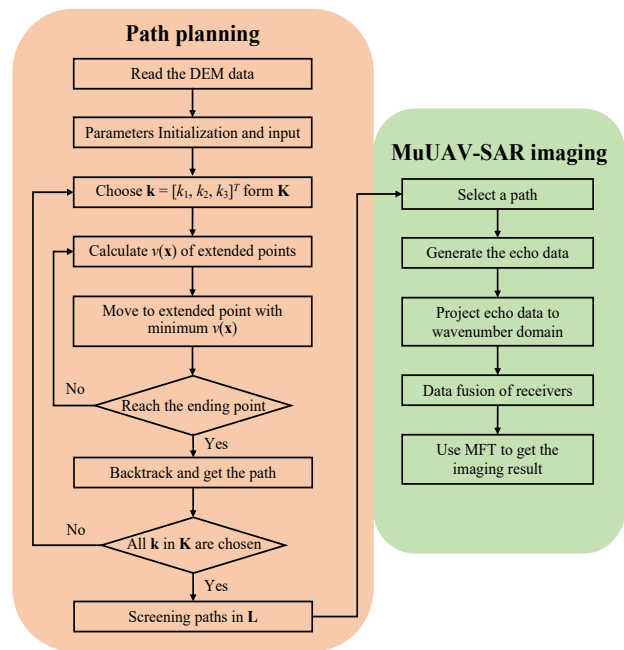 Path planning
Read the DEM data
Parameters Initialization and input
Choose k = [k₁, k₂, k₃]ᵀ form K
Calculate v(x) of extended points
Move to extended point with
minimum v(x)
No
Reach the ending point
Yes
Backtrack and get the path
No
All k in K are chosen
Yes
Screening paths in L
MuUAV-SAR imaging
Select a path
Generate the echo data
Project echo data to
wavenumber domain
Data fusion of receivers
Use MFT to get the
imaging result